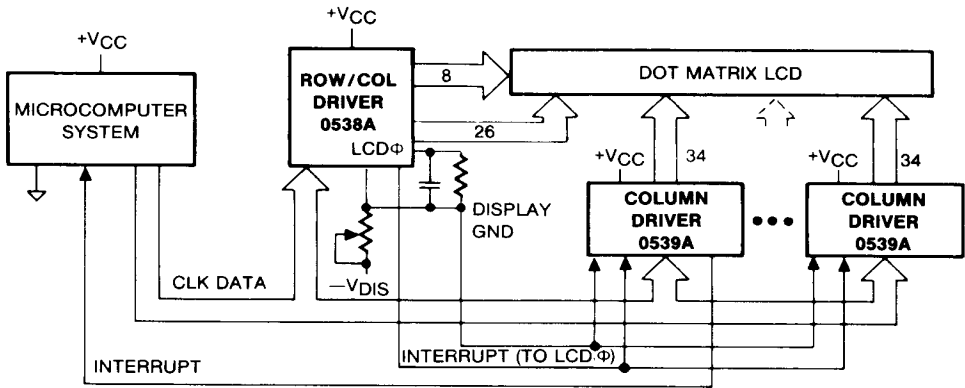 +VCC
MICROCOMPUTER
SYSTEM
+VCC
ROW/COL
DRIVER
0538A
LCDΦ
8
26
DOT MATRIX LCD
+VCC
34
COLUMN
DRIVER
0539A
+VCC
34
COLUMN
DRIVER
0539A
DISPLAY
GND
–VDIS
CLK DATA
INTERRUPT
INTERRUPT (TO LCDΦ)